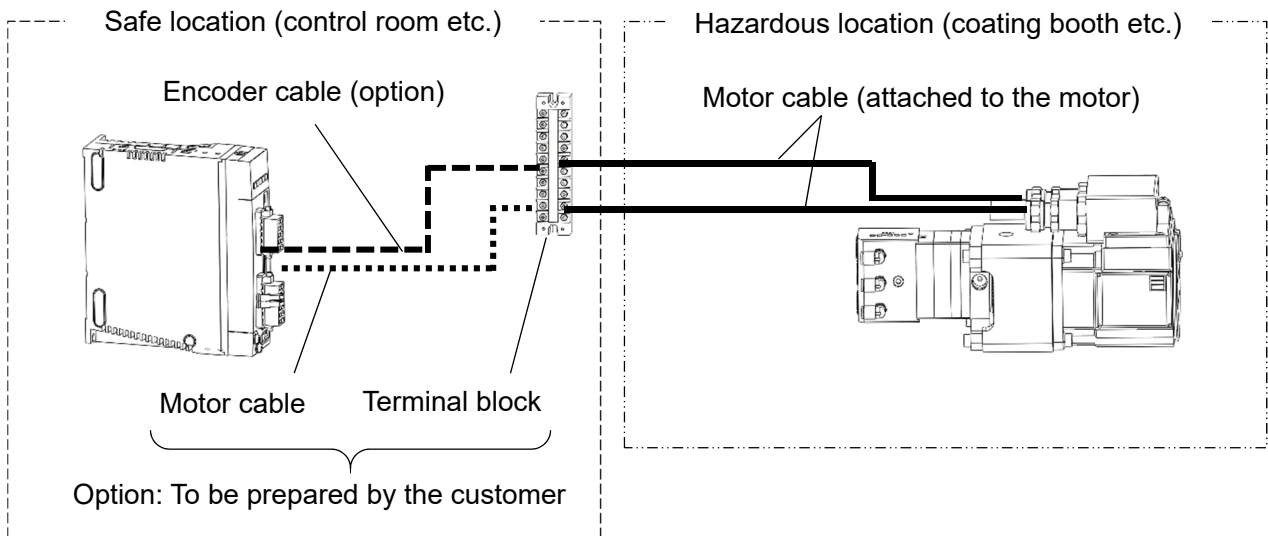 Safe location (control room etc.)
Hazardous location (coating booth etc.)
Encoder cable (option)
Motor cable (attached to the motor)
Motor cable
Terminal block
Option: To be prepared by the customer